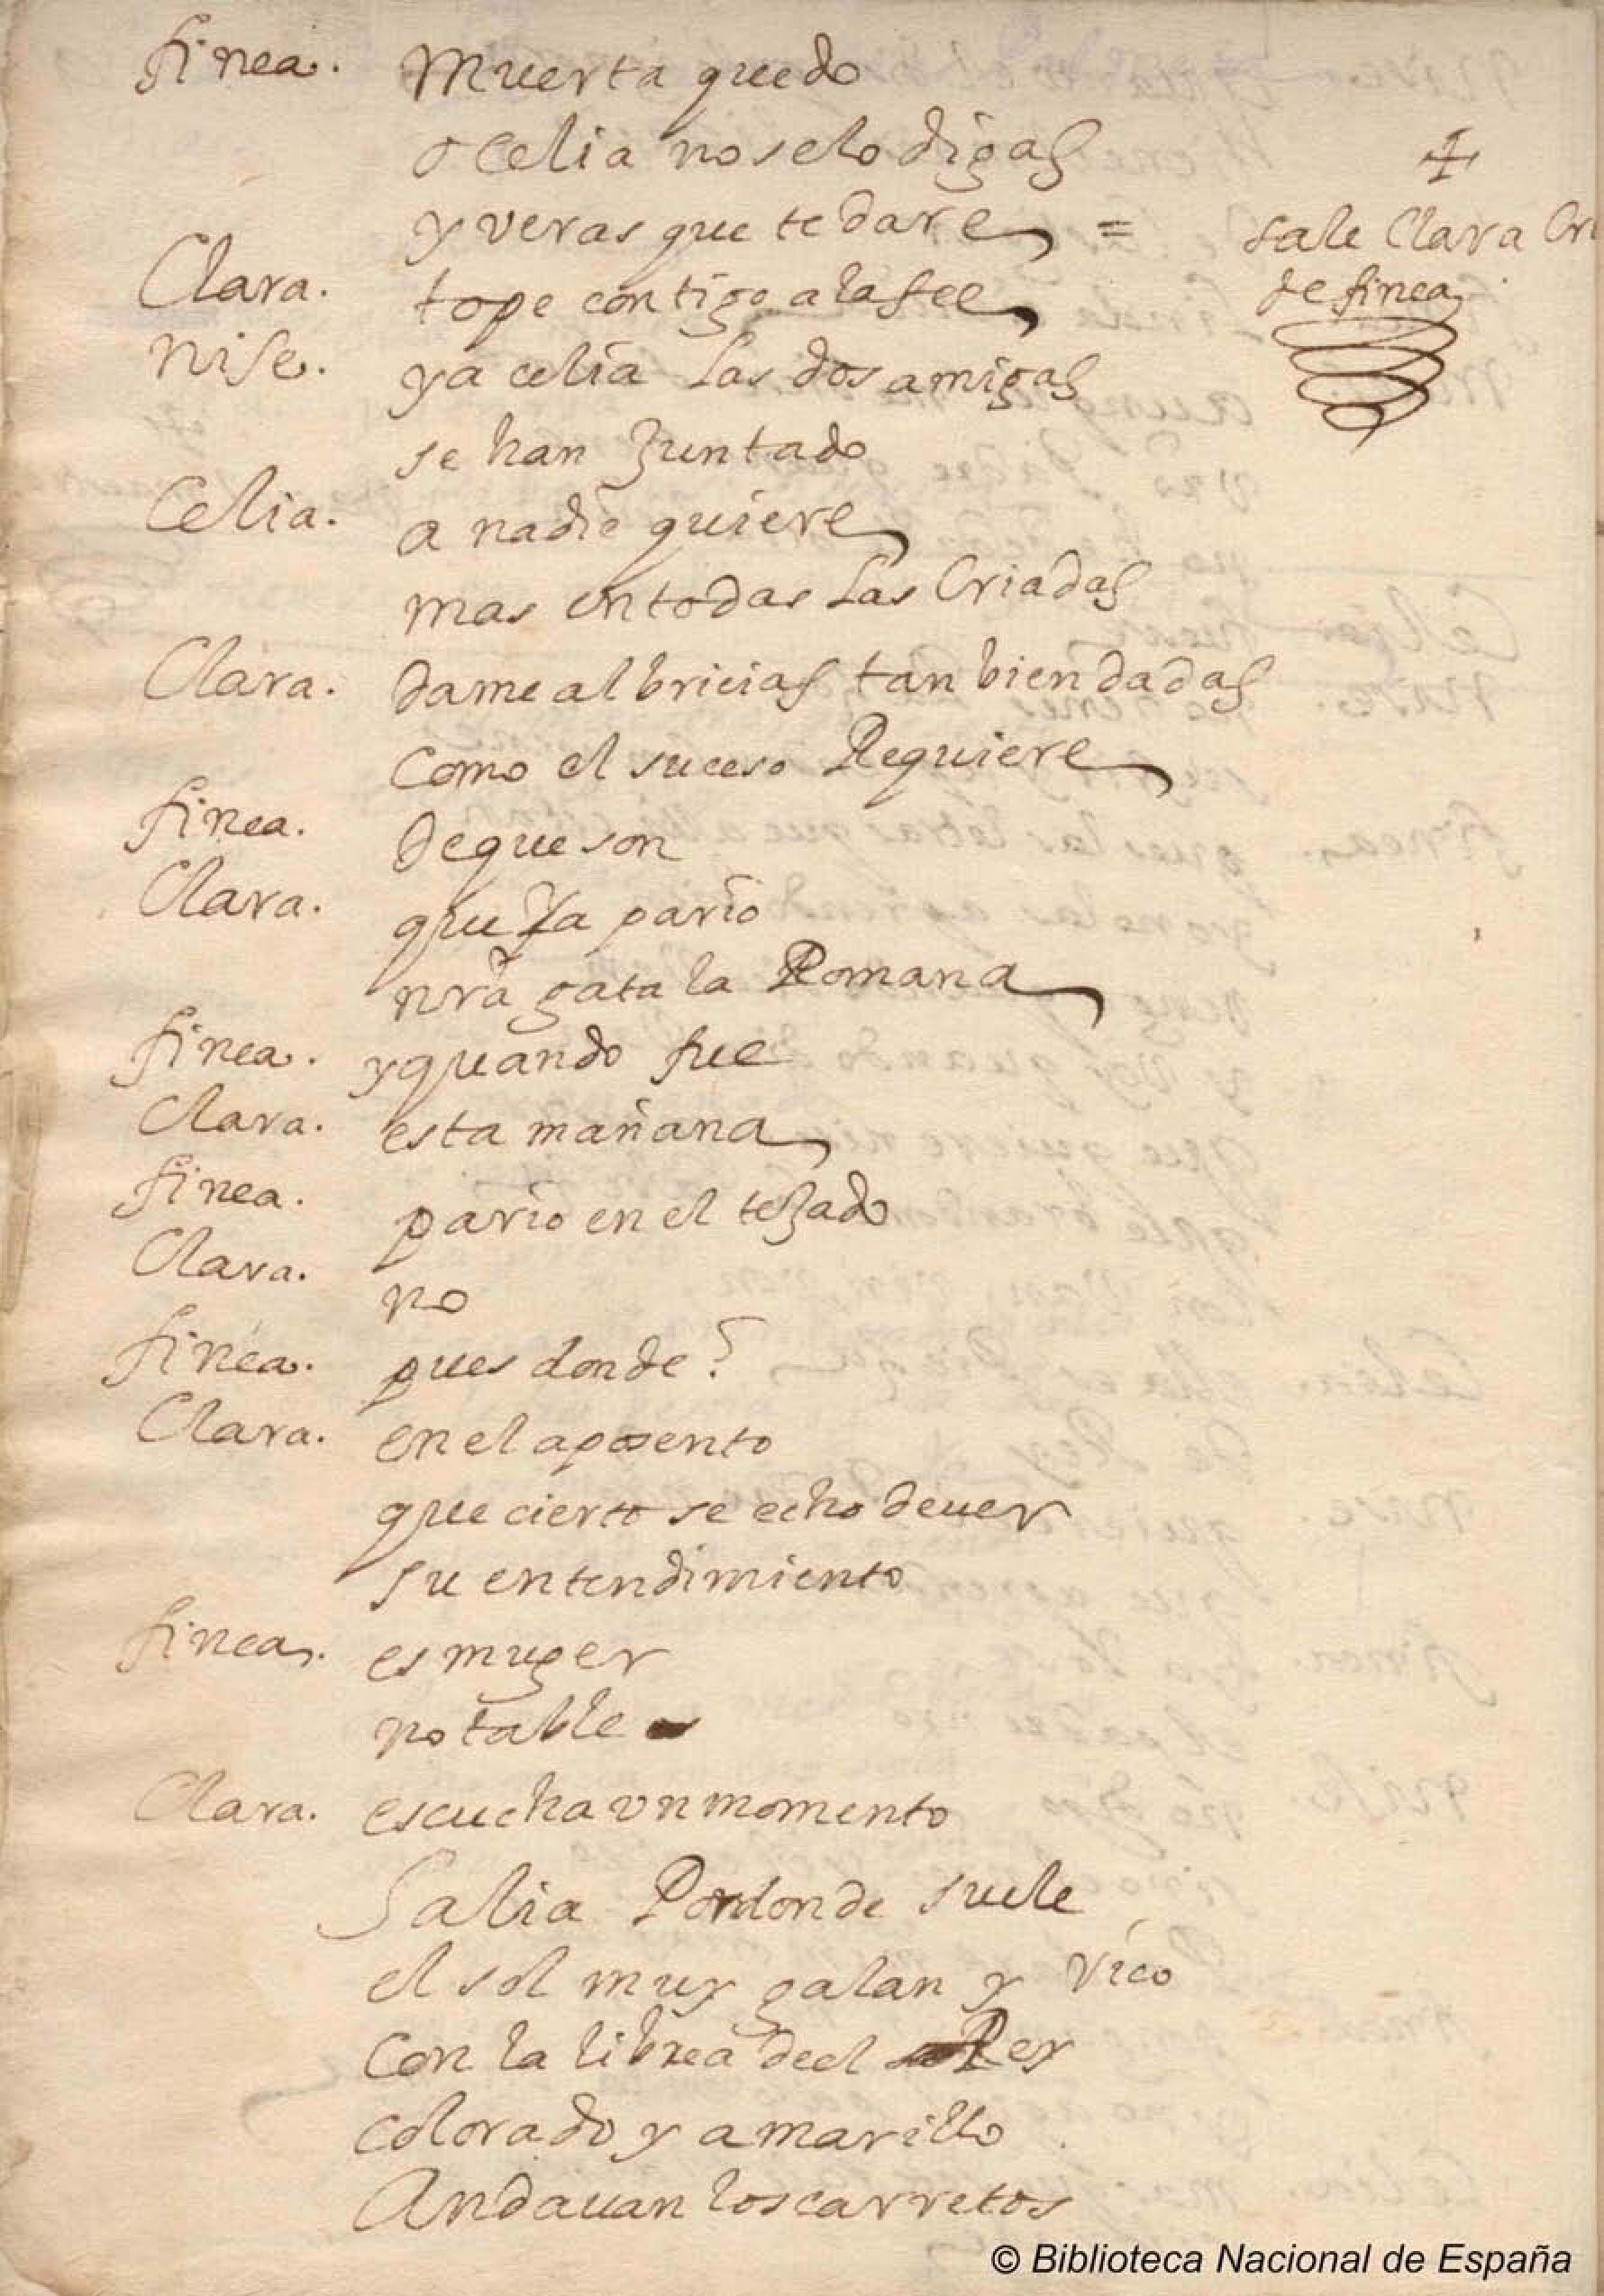 finea. Muerta quedo
o celia no selo digas
y veras que te dare =
sale Clara Cri
de finea
Clara. tope contigo a la fee
nise. ya celia las dos amigas
se han Juntado
Celia. a nadie quiere
mas en todas las Criadas
Clara. dame albricias tan bien dadas
Como el suceso Requiere
finea. de que son
Clara. que ya pario
nrã gata la Romana
finea. y quando fue
Clara. esta mañana
finea. pario en el teJado
Clara. no
finea. pues donde?
Clara. en el aposento
que cierto se echo de uer
su entendimiento
finea. es muger
notable
Clara. escucha vn momento
Salia Por donde suele
el sol muy galan y rico
Con la librea del Rey
colorado y amarillo
Andauan los carretos
© Biblioteca Nacional de España